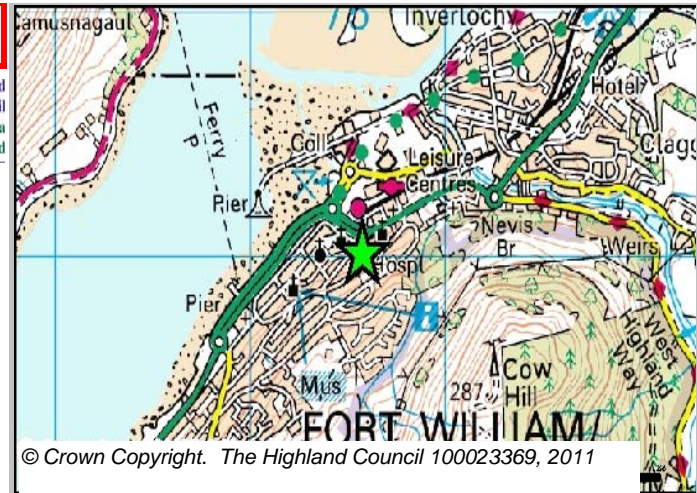 Camusnagaul
Inverlochy
Hotel
Ferry P
Coll
Leisure
Centres
Pier
Nevis
Br
Weirs
Hospl
Pier
West
Highland
Way
Cow
Hill
287
Mus
FORT WILLIAM/
© Crown Copyright. The Highland Council 100023369, 2011